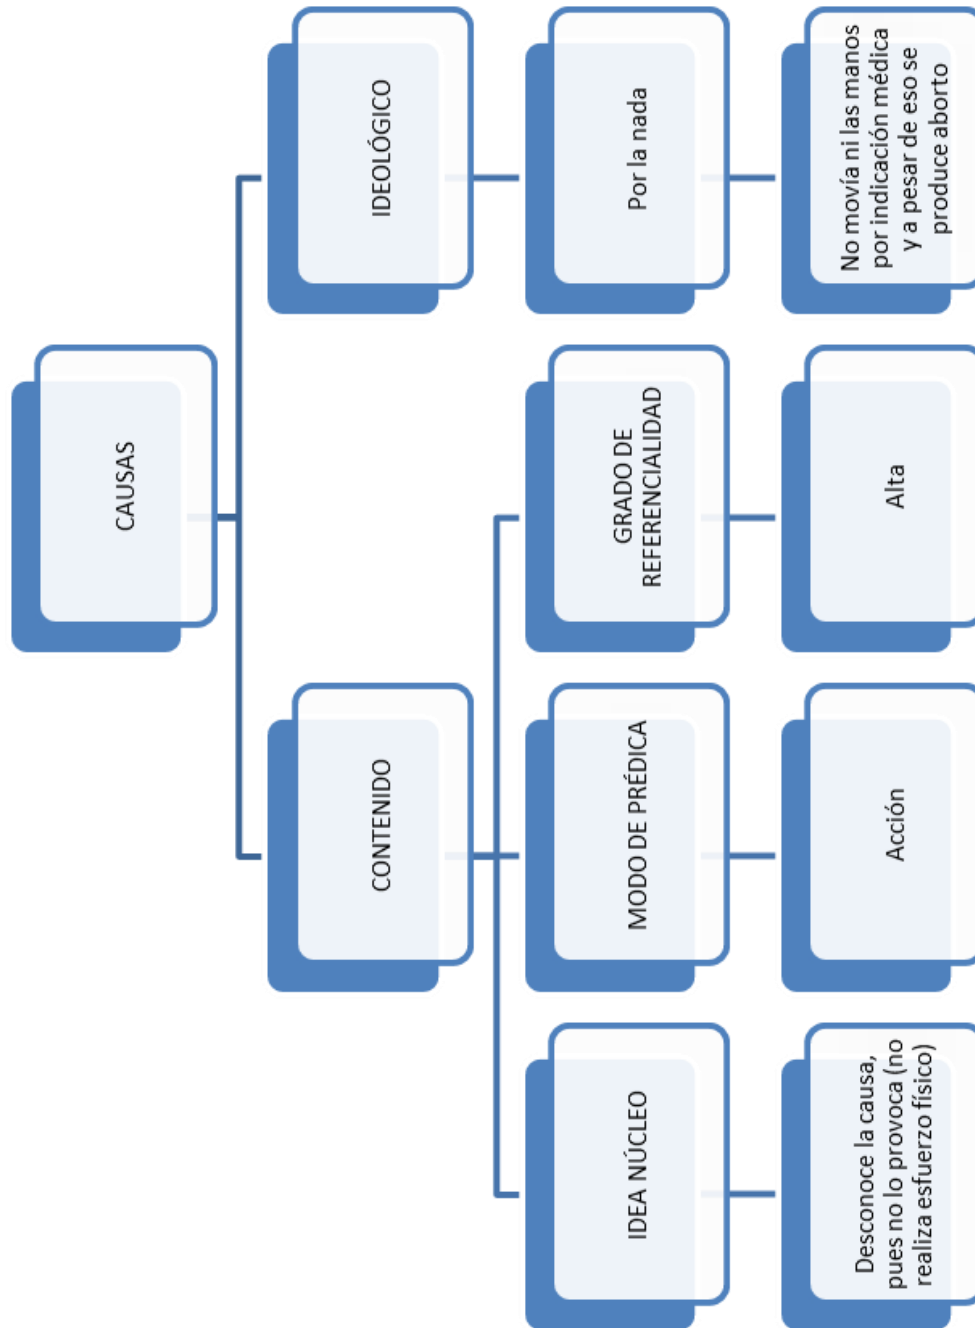 CAUSAS
CONTENIDO
IDEOLÓGICO
IDEA NÚCLEO
MODO DE PRÉDICA
GRADO DE
REFERENCIALIDAD
Por la nada
Desconoce la causa,
pues no lo provoca (no
realiza esfuerzo físico)
Acción
Alta
No movía ni las manos
por indicación médica
y a pesar de eso se
produce aborto